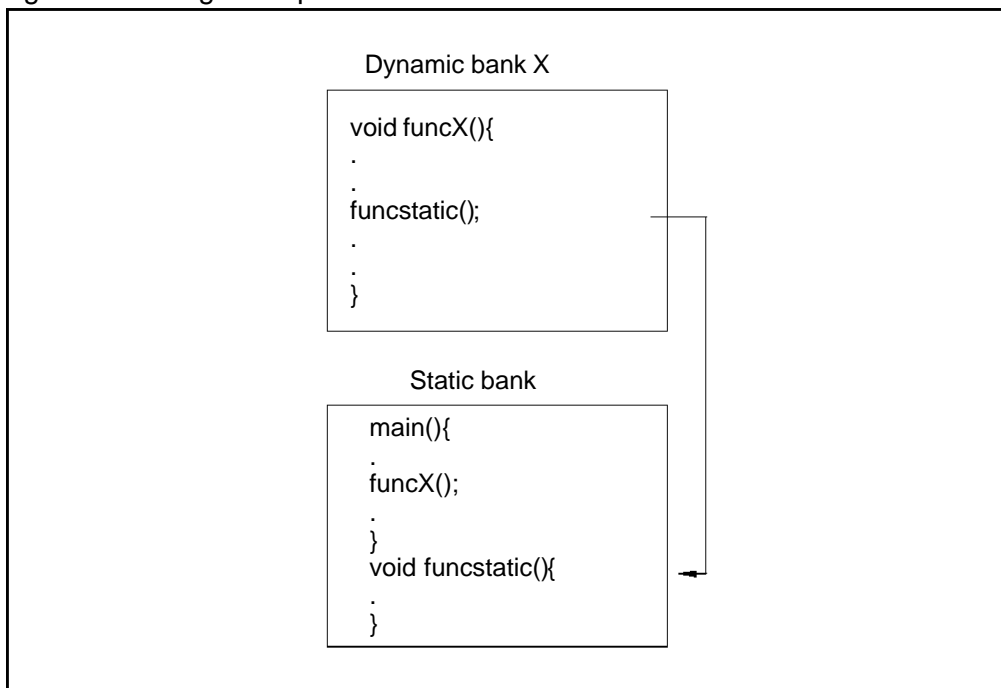 Dynamic bank X
void funcX(){
.
.
funcstatic();
.
.
}
Static bank
main(){
.
funcX();
.
}
void funcstatic(){
.
}